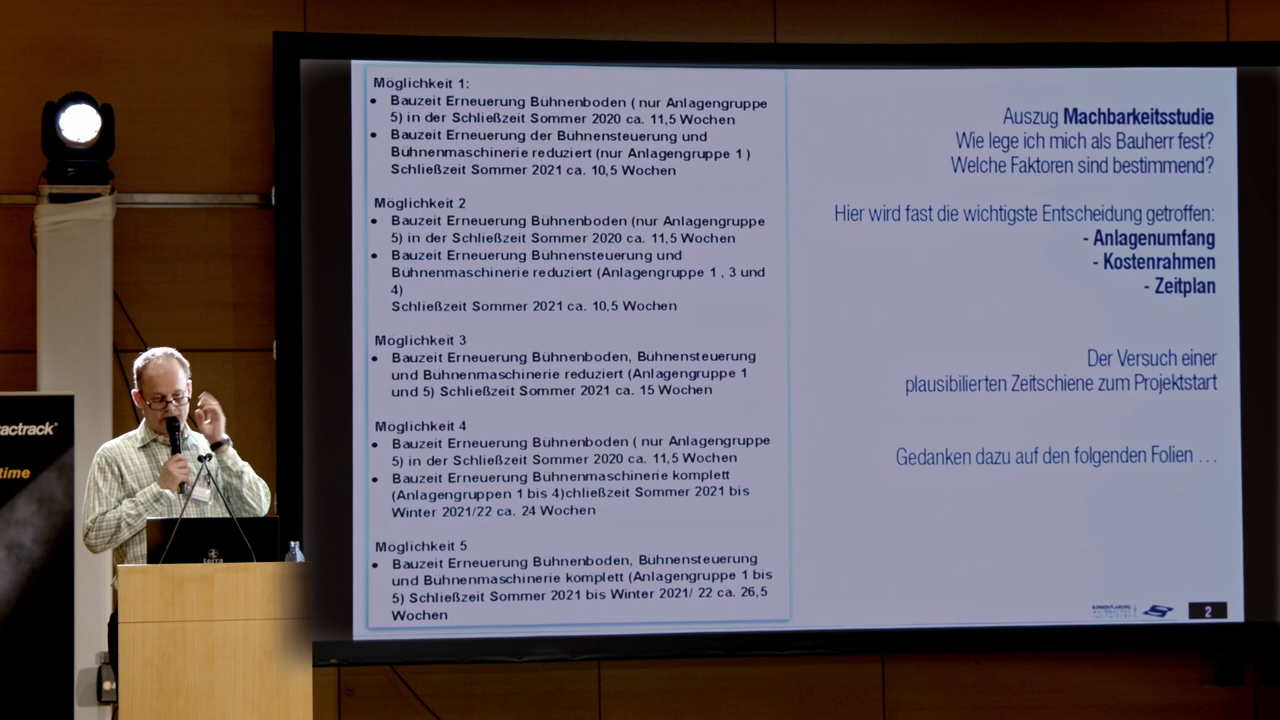 Möglichkeit 1:
• Bauzeit Erneuerung Bühnenboden ( nur Anlagengruppe
5) in der Schließzeit Sommer 2020 ca. 11,5 Wochen
• Bauzeit Erneuerung der Bühnensteuerung und
Bühnenmaschinerie reduziert (nur Anlagengruppe 1 )
Schließzeit Sommer 2021 ca. 10,5 Wochen
Möglichkeit 2
• Bauzeit Erneuerung Bühnenboden (nur Anlagengruppe
5) in der Schließzeit Sommer 2020 ca. 11,5 Wochen
• Bauzeit Erneuerung Bühnensteuerung und
Bühnenmaschinerie reduziert (Anlagengruppe 1 , 3 und
4)
Schließzeit Sommer 2021 ca. 10,5 Wochen
Möglichkeit 3
• Bauzeit Erneuerung Bühnenboden, Bühnensteuerung
und Bühnenmaschinerie reduziert (Anlagengruppe 1
und 5) Schließzeit Sommer 2021 ca. 15 Wochen
Möglichkeit 4
• Bauzeit Erneuerung Bühnenboden ( nur Anlagengruppe
5) in der Schließzeit Sommer 2020 ca. 11,5 Wochen
• Bauzeit Erneuerung Bühnenmaschinerie komplett
(Anlagengruppen 1 bis 4)chließzeit Sommer 2021 bis
Winter 2021/22 ca. 24 Wochen
Möglichkeit 5
• Bauzeit Erneuerung Bühnenboden, Bühnensteuerung
und Bühnenmaschinerie komplett (Anlagengruppe 1 bis
5) Schließzeit Sommer 2021 bis Winter 2021/ 22 ca. 26,5
Wochen
Auszug Machbarkeitsstudie
Wie lege ich mich als Bauherr fest?
Welche Faktoren sind bestimmend?
Hier wird fast die wichtigste Entscheidung getroffen:
- Anlagenumfang
- Kostenrahmen
- Zeitplan
Der Versuch einer
plausibilierten Zeitschiene zum Projektstart
Gedanken dazu auf den folgenden Folien …
2
actrack®
time
terra